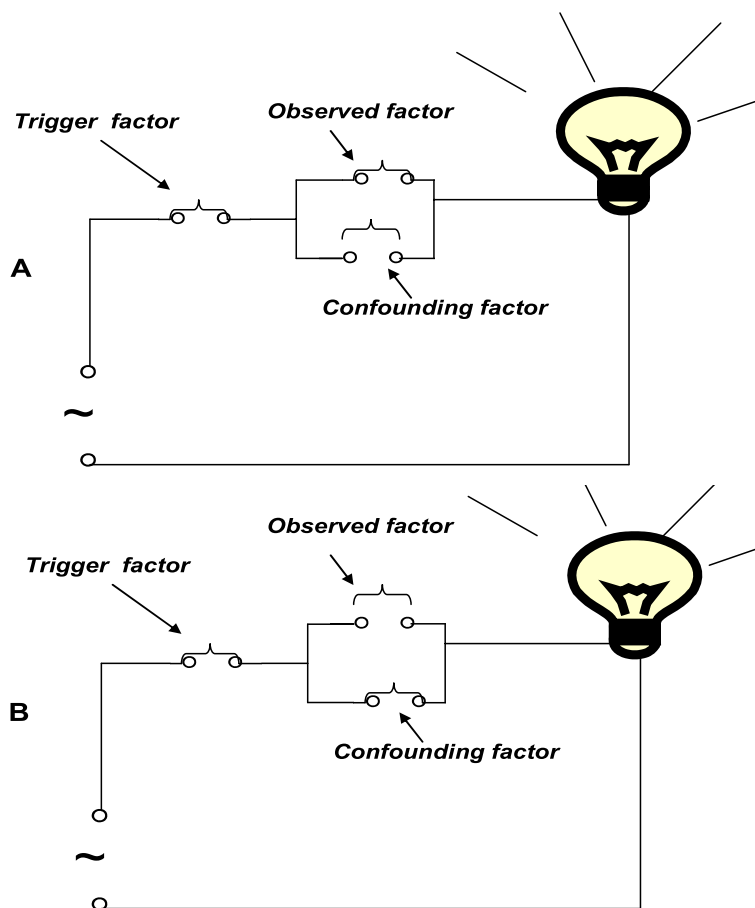 Observed factor
Trigger factor
A
Confounding factor
~
Observed factor
Trigger factor
B
Confounding factor
~